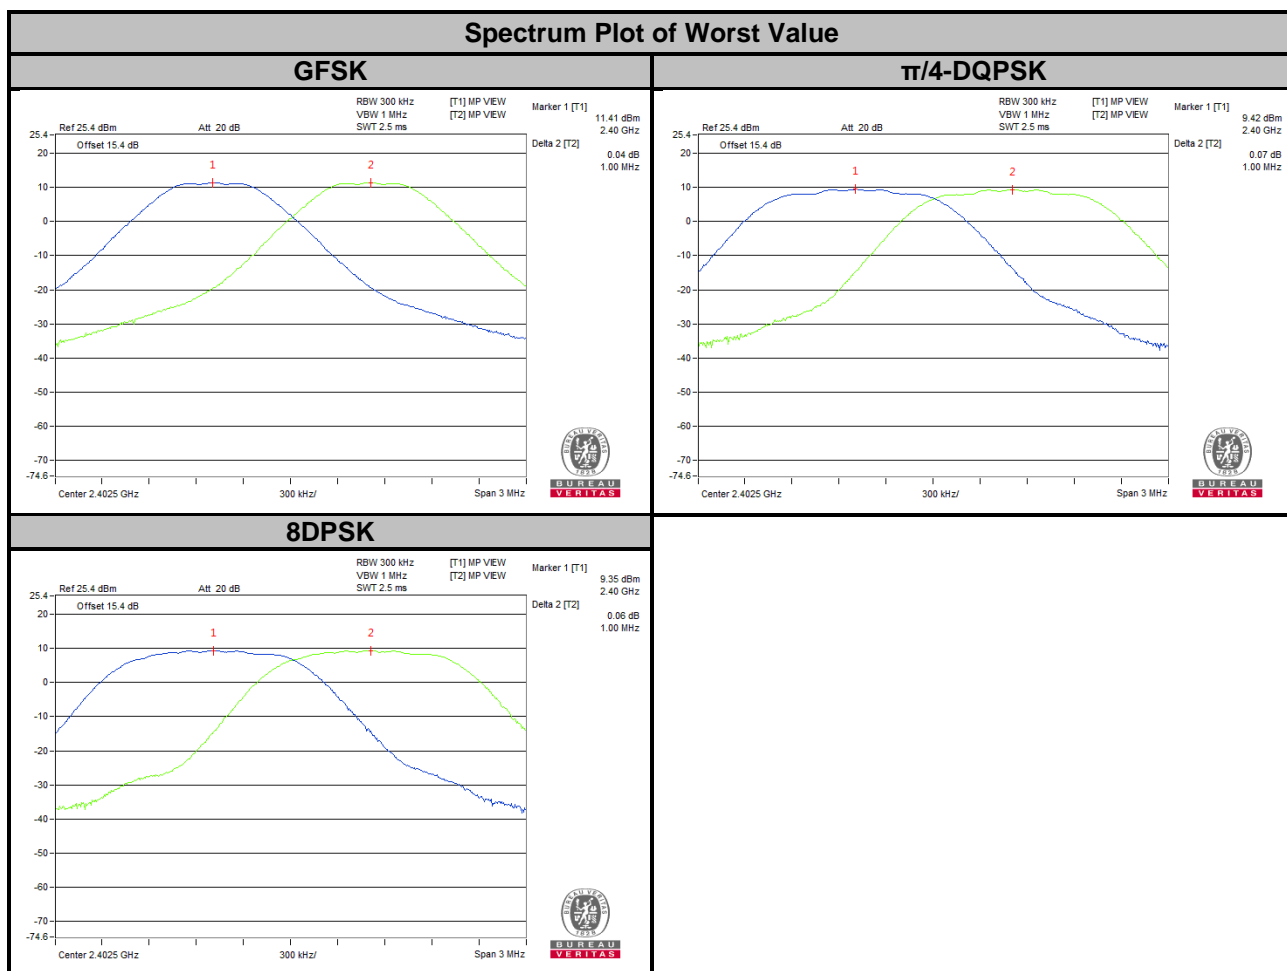 Spectrum Plot of Worst Value
GFSK
π/4-DQPSK
RBW 300 kHz [T1] MP VIEW Marker 1 [T1]
VBW 1 MHz [T2] MP VIEW 11.41 dBm
Ref 25.4 dBm Att 20 dB SWT 2.5 ms 2.40 GHz
25.4
Offset 15.4 dB Delta 2 [T2]
0.04 dB
1.00 MHz
20
1 2
10
0
-10
-20
-30
-40
-50
-60
-70
-74.6
Center 2.4025 GHz 300 kHz/ Span 3 MHz
BUREAU VERITAS
1828
BUREAU
VERITAS
RBW 300 kHz [T1] MP VIEW Marker 1 [T1]
VBW 1 MHz [T2] MP VIEW 9.42 dBm
Ref 25.4 dBm Att 20 dB SWT 2.5 ms 2.40 GHz
25.4
Offset 15.4 dB Delta 2 [T2]
0.07 dB
1.00 MHz
20
1 2
10
0
-10
-20
-30
-40
-50
-60
-70
-74.6
Center 2.4025 GHz 300 kHz/ Span 3 MHz
BUREAU VERITAS
1828
BUREAU
VERITAS
8DPSK
RBW 300 kHz [T1] MP VIEW Marker 1 [T1]
VBW 1 MHz [T2] MP VIEW 9.35 dBm
Ref 25.4 dBm Att 20 dB SWT 2.5 ms 2.40 GHz
25.4
Offset 15.4 dB Delta 2 [T2]
0.06 dB
1.00 MHz
20
1 2
10
0
-10
-20
-30
-40
-50
-60
-70
-74.6
Center 2.4025 GHz 300 kHz/ Span 3 MHz
BUREAU VERITAS
1828
BUREAU
VERITAS